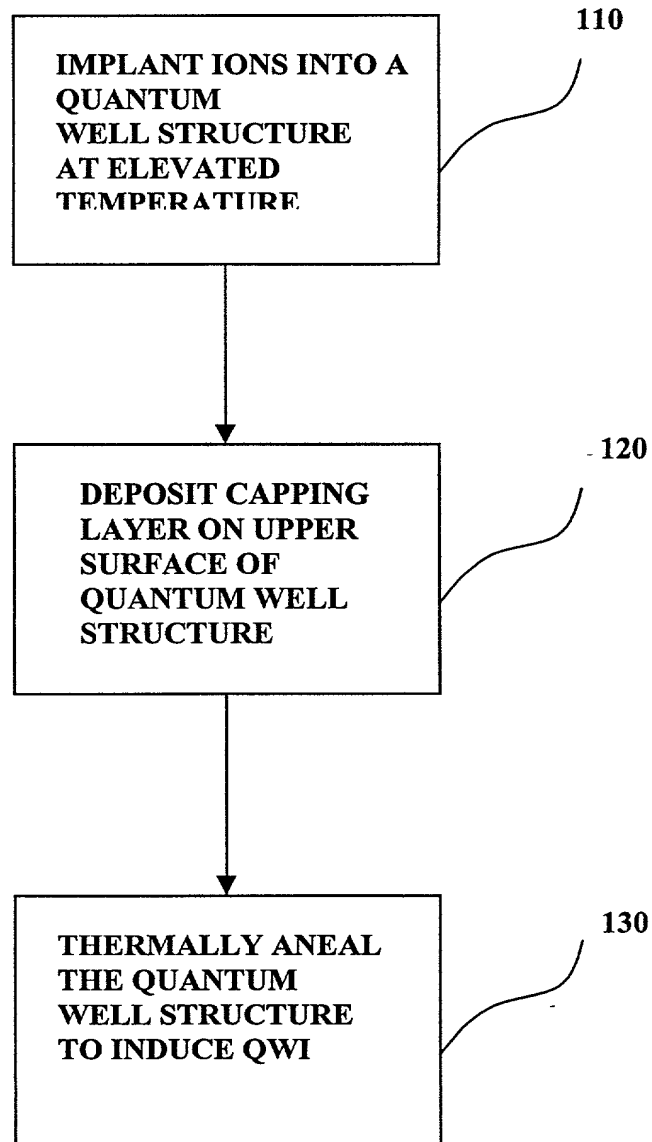 110
IMPLANT IONS INTO A
QUANTUM
WELL STRUCTURE
AT ELEVATED
TEMPERATURE
120
DEPOSIT CAPPING
LAYER ON UPPER
SURFACE OF
QUANTUM WELL
STRUCTURE
130
THERMALLY ANEAL
THE QUANTUM
WELL STRUCTURE
TO INDUCE QWI